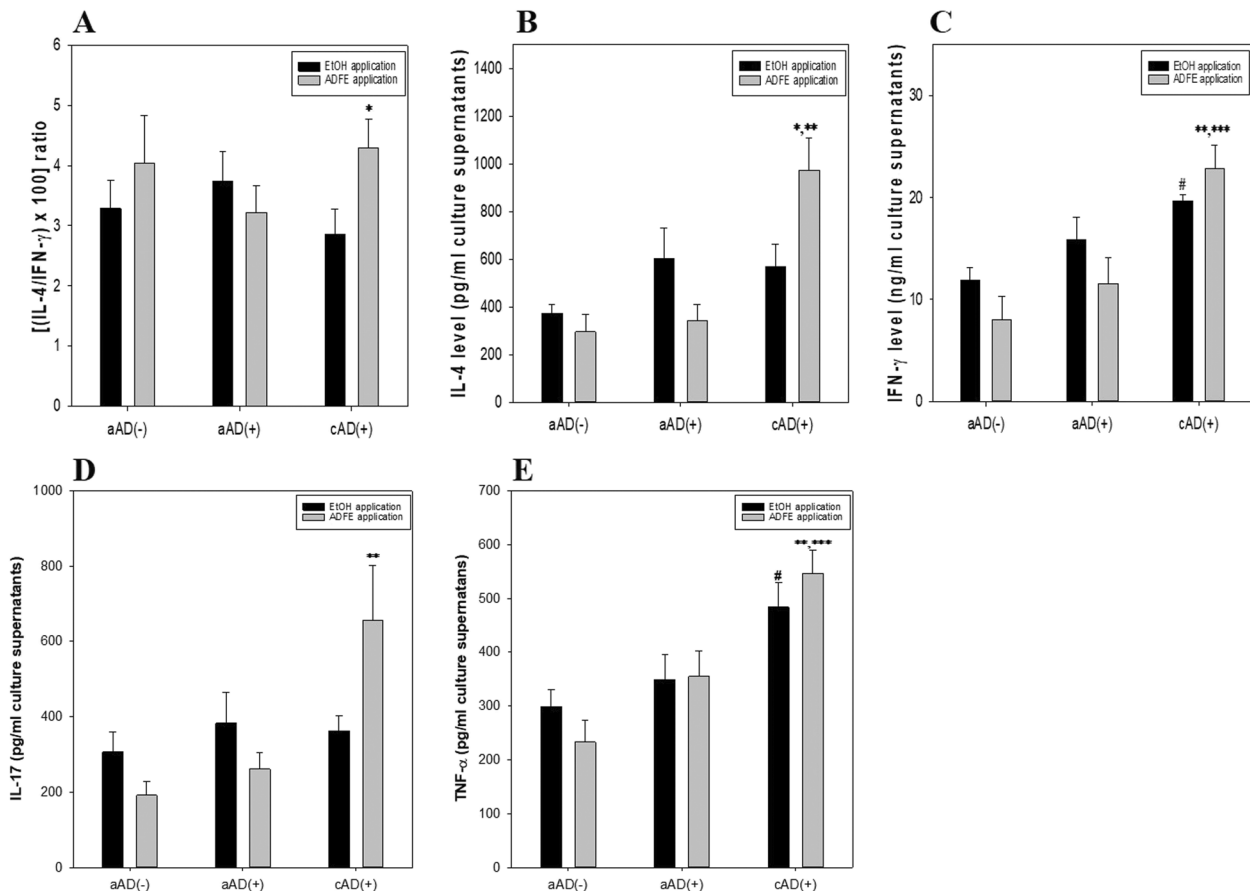 A
[(IL-4/IFN-γ) x 100] ratio
6
5
4
3
2
1
0
EtOH application
ADFE application
*
aAD(-) aAD(+) cAD(+)
B
IL-4 level (pg/ml culture supernatants)
1400
1200
1000
800
600
400
200
0
EtOH application
ADFE application
*,**
aAD(-) aAD(+) cAD(+)
C
IFN-γ level (ng/ml culture supernatants)
30
20
10
0
EtOH application
ADFE application
**,***
#
aAD(-) aAD(+) cAD(+)
D
IL-17 (pg/ml culture supernatants)
1000
800
600
400
200
0
EtOH application
ADFE application
**
aAD(-) aAD(+) cAD(+)
E
TNF-α (pg/ml culture supernatans)
700
600
500
400
300
200
100
0
EtOH application
ADFE application
**,***
#
aAD(-) aAD(+) cAD(+)